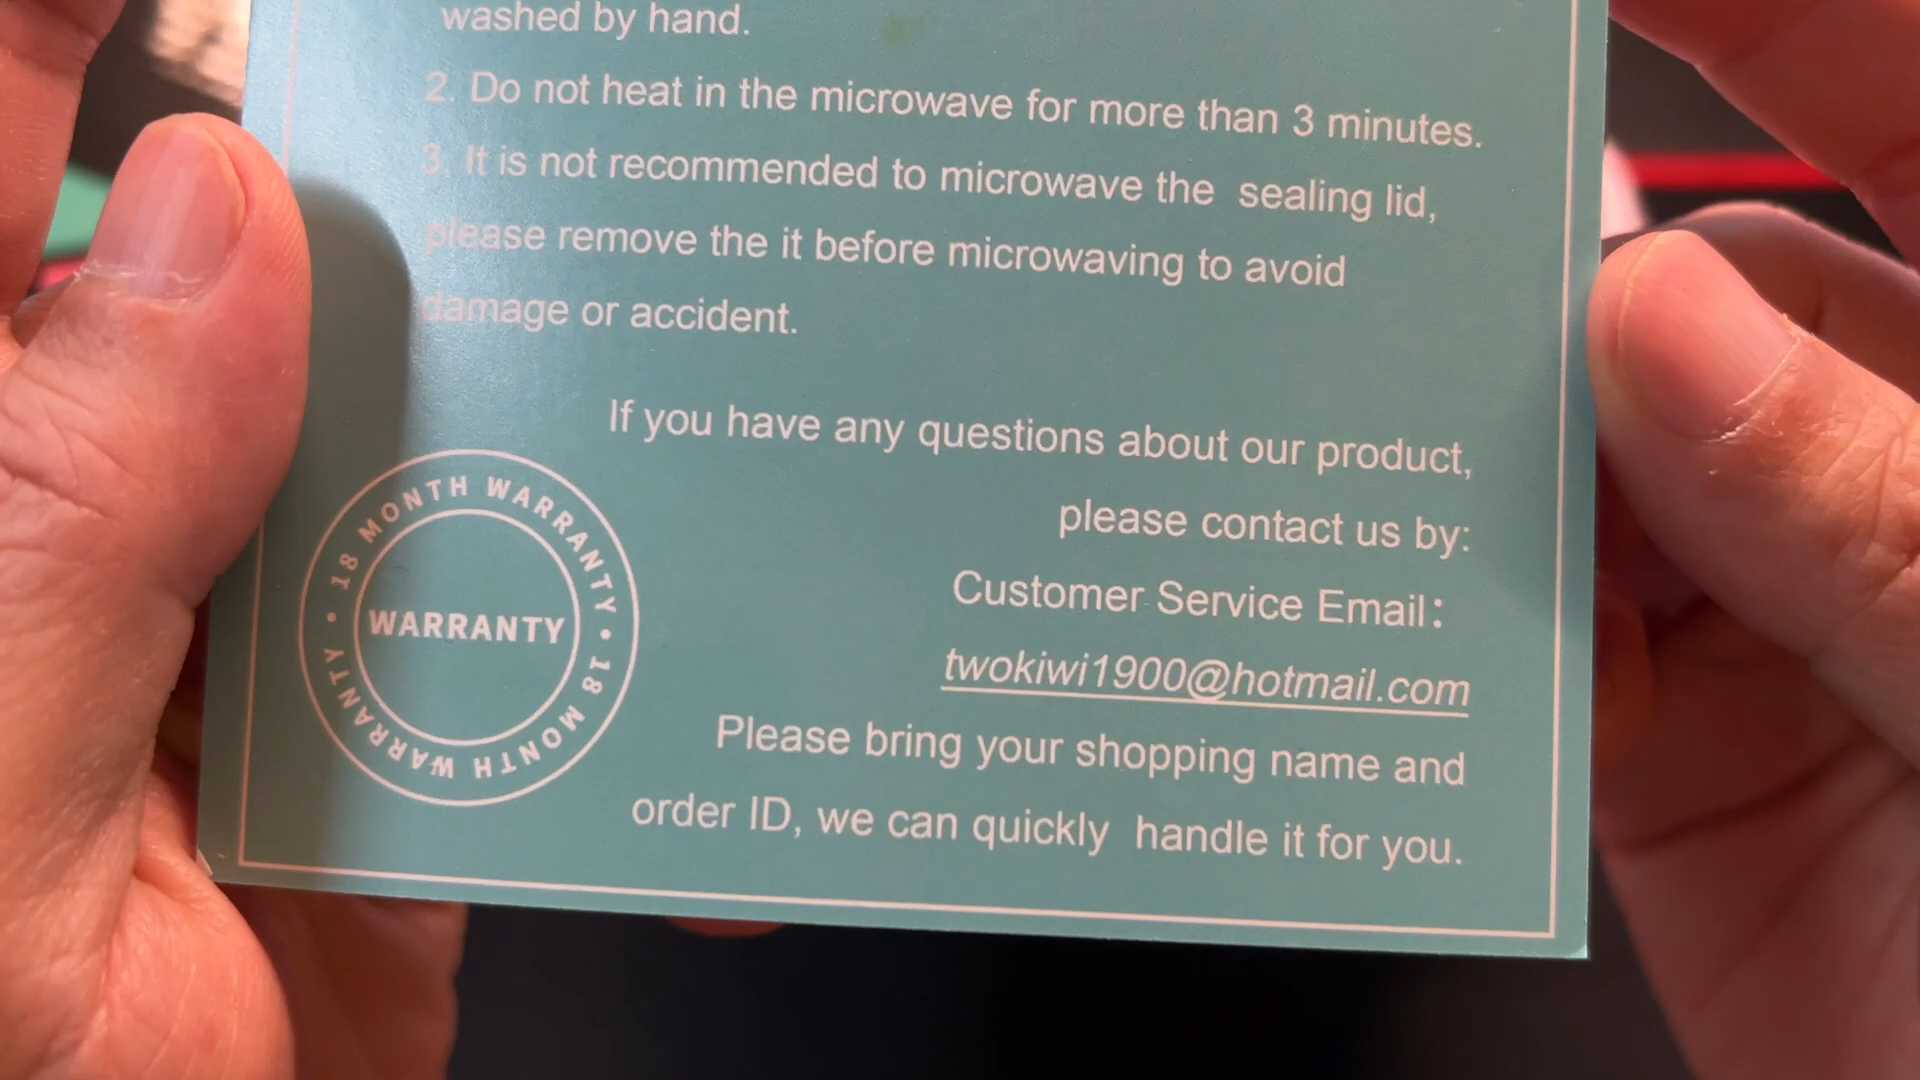 washed by hand.
2. Do not heat in the microwave for more than 3 minutes.
3. It is not recommended to microwave the sealing lid,
please remove the it before microwaving to avoid
damage or accident.
If you have any questions about our product,
please contact us by:
Customer Service Email:
twokiwi1900@hotmail.com
Please bring your shopping name and
order ID, we can quickly handle it for you.
18 MONTH WARRANTY • 18 MONTH WARRANTY •
WARRANTY